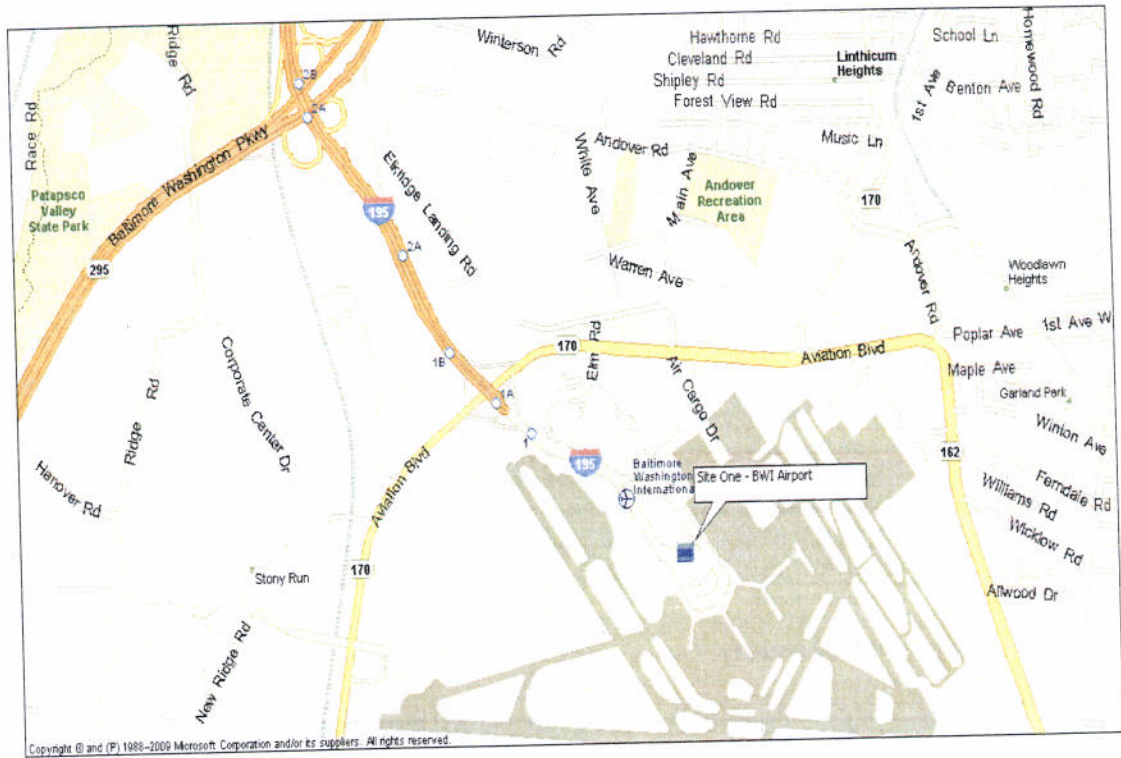 Winterson Rd
Hawthorne Rd
Cleveland Rd
Shipley Rd
Forest View Rd
Linthicum
Heights
School Ln
Homewood Rd
1st Ave
Benton Ave
Ridge Rd
Race Rd
2B
2A
Baltimore Washington Pkwy
Patapsco
Valley
State Park
295
195
2A
Elkridge Landing Rd
White Ave
Andover Rd
Main Ave
Andover
Recreation
Area
Music Ln
170
Warren Ave
Andover Rd
Woodlawn
Heights
Poplar Ave
1st Ave W
Maple Ave
Garland Park
Winion Ave
1B
1A
1
170
Elm Rd
Aviation Blvd
Air Cargo Dr
Corporate Center Dr
Ridge Rd
Hanover Rd
Aviation Blvd
195
Baltimore
Washington
Internationa
Site One - BWI Airport
162
Ferndale Rd
Williams Rd
Wicklow Rd
Allwood Dr
Stony Run
170
New Ridge Rd
Copyright © and (P) 1988–2009 Microsoft Corporation and/or its suppliers. All rights reserved.